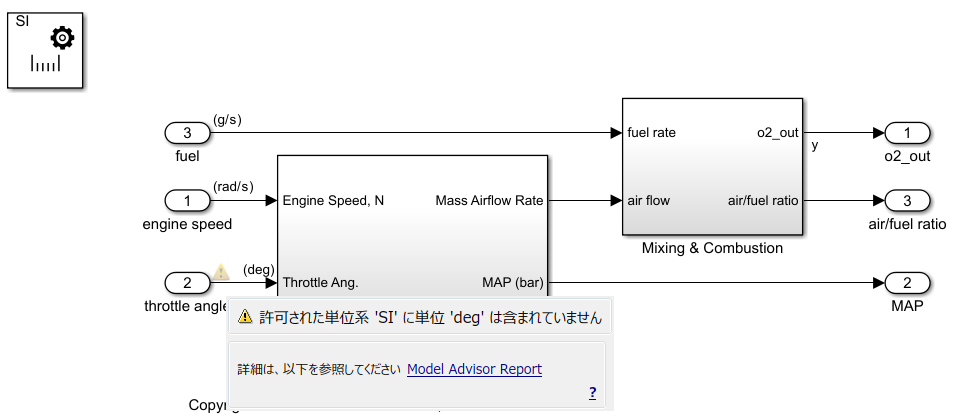 SI
(g/s)
3
fuel
fuel rate
o2_out
y
1
o2_out
(rad/s)
1
engine speed
Engine Speed, N
Mass Airflow Rate
air flow
air/fuel ratio
3
air/fuel ratio
Mixing & Combustion
(deg)
2
throttle angle
Throttle Ang.
MAP (bar)
2
MAP
許可された単位系 'SI' に単位 'deg' は含まれていません
詳細は、以下を参照してください Model Advisor Report
?